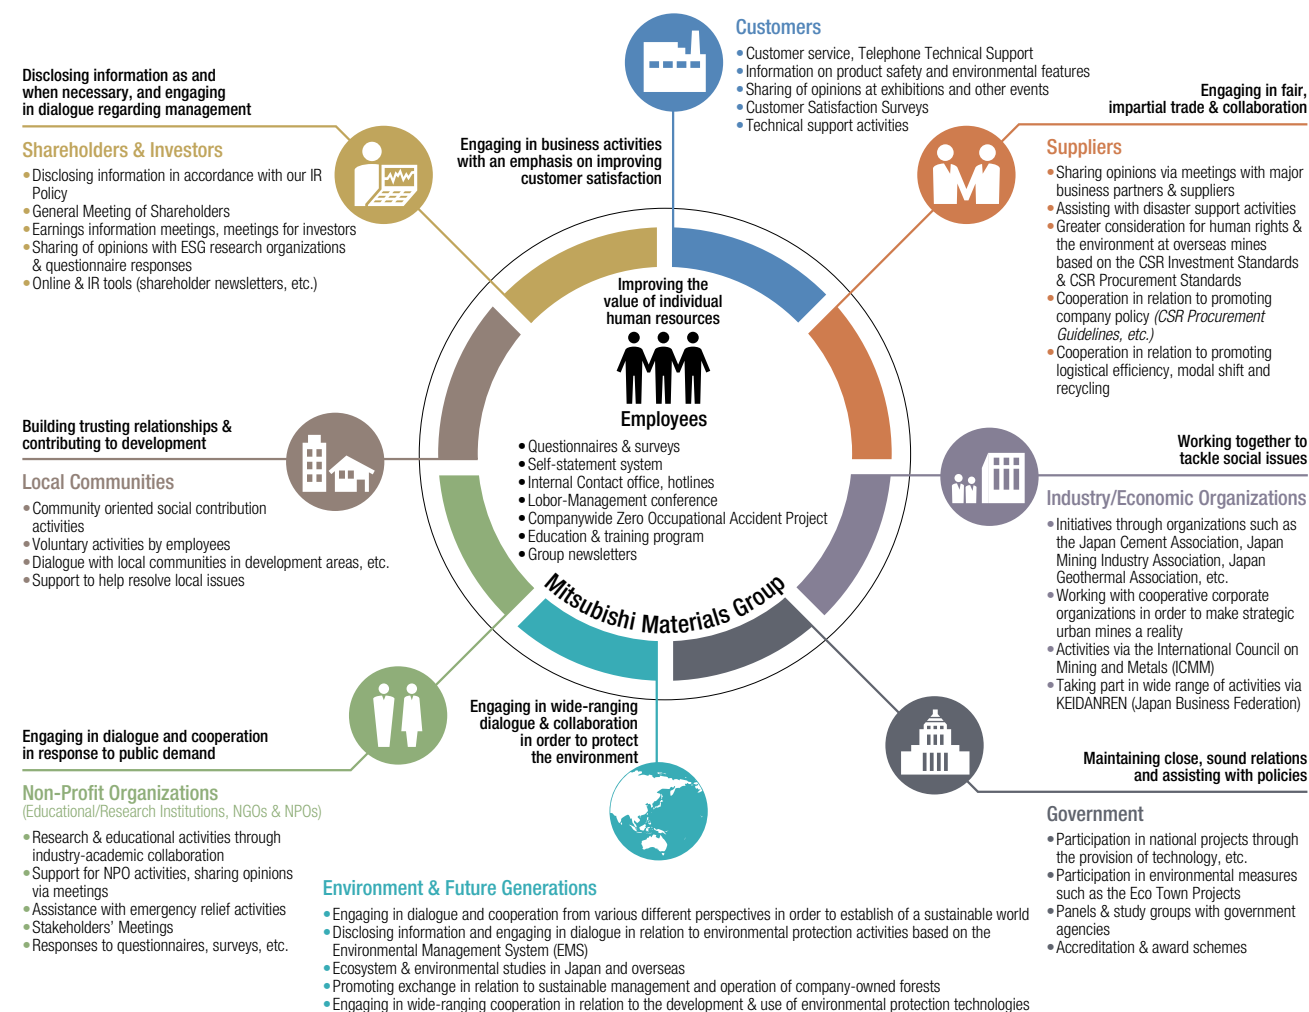 Customers
• Customer service, Telephone Technical Support
• Information on product safety and environmental features
• Sharing of opinions at exhibitions and other events
• Customer Satisfaction Surveys
• Technical support activities
Engaging in business activities
with an emphasis on improving
customer satisfaction
Disclosing information as and
when necessary, and engaging
in dialogue regarding management
Shareholders & Investors
• Disclosing information in accordance with our IR
Policy
• General Meeting of Shareholders
• Earnings information meetings, meetings for investors
• Sharing of opinions with ESG research organizations
& questionnaire responses
• Online & IR tools (shareholder newsletters, etc.)
Engaging in fair,
impartial trade & collaboration
Suppliers
• Sharing opinions via meetings with major
business partners & suppliers
• Assisting with disaster support activities
• Greater consideration for human rights &
the environment at overseas mines
based on the CSR Investment Standards
& CSR Procurement Standards
• Cooperation in relation to promoting
company policy (CSR Procurement
Guidelines, etc.)
• Cooperation in relation to promoting
logistical efficiency, modal shift and
recycling
Improving the
value of individual
human resources
Employees
• Questionnaires & surveys
• Self-statement system
• Internal Contact office, hotlines
• Lobor-Management conference
• Companywide Zero Occupational Accident Project
• Education & training program
• Group newsletters
Mitsubishi Materials Group
Building trusting relationships &
contributing to development
Local Communities
• Community oriented social contribution
activities
• Voluntary activities by employees
• Dialogue with local communities in development areas, etc.
• Support to help resolve local issues
Working together to
tackle social issues
Industry/Economic Organizations
• Initiatives through organizations such as
the Japan Cement Association, Japan
Mining Industry Association, Japan
Geothermal Association, etc.
• Working with cooperative corporate
organizations in order to make strategic
urban mines a reality
• Activities via the International Council on
Mining and Metals (ICMM)
• Taking part in wide range of activities via
KEIDANREN (Japan Business Federation)
Engaging in dialogue and cooperation
in response to public demand
Non-Profit Organizations
(Educational/Research Institutions, NGOs & NPOs)
• Research & educational activities through
industry-academic collaboration
• Support for NPO activities, sharing opinions
via meetings
• Assistance with emergency relief activities
• Stakeholders' Meetings
• Responses to questionnaires, surveys, etc.
Engaging in wide-ranging
dialogue & collaboration
in order to protect
the environment
Environment & Future Generations
• Engaging in dialogue and cooperation from various different perspectives in order to establish of a sustainable world
• Disclosing information and engaging in dialogue in relation to environmental protection activities based on the
Environmental Management System (EMS)
• Ecosystem & environmental studies in Japan and overseas
• Promoting exchange in relation to sustainable management and operation of company-owned forests
• Engaging in wide-ranging cooperation in relation to the development & use of environmental protection technologies
Maintaining close, sound relations
and assisting with policies
Government
• Participation in national projects through
the provision of technology, etc.
• Participation in environmental measures
such as the Eco Town Projects
• Panels & study groups with government
agencies
• Accreditation & award schemes